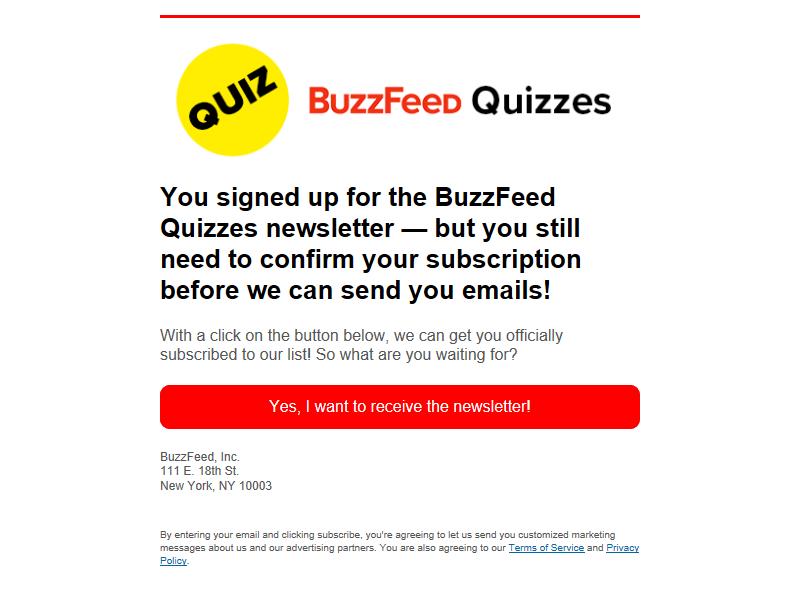 QUIZ
BuzzFeed Quizzes
You signed up for the BuzzFeed
Quizzes newsletter — but you still
need to confirm your subscription
before we can send you emails!
With a click on the button below, we can get you officially
subscribed to our list! So what are you waiting for?
Yes, I want to receive the newsletter!
BuzzFeed, Inc.
111 E. 18th St.
New York, NY 10003
By entering your email and clicking subscribe, you're agreeing to let us send you customized marketing
messages about us and our advertising partners. You are also agreeing to our Terms of Service and Privacy
Policy.